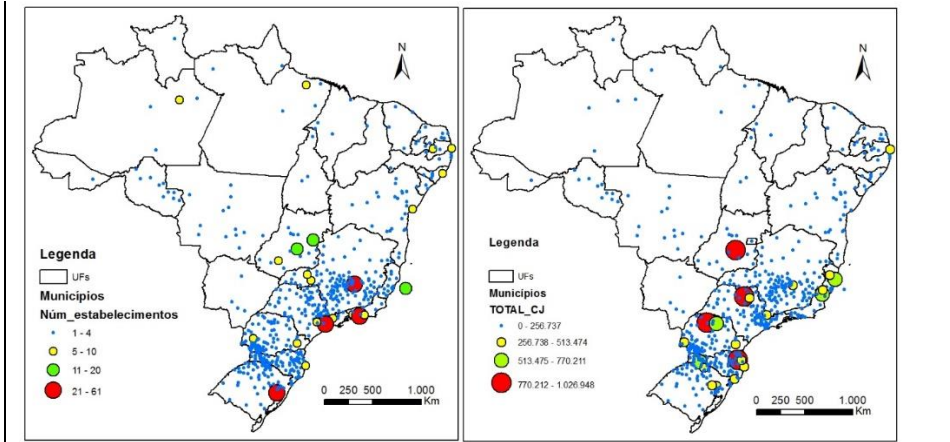 N
Legenda
UFs
Municípios
Núm_estabelecimentos
1 - 4
5 - 10
11 - 20
21 - 61
0 250 500 1.000
Km
N
Legenda
UFs
Municípios
TOTAL_CJ
0 - 256.737
256.738 - 513.474
513.475 - 770.211
770.212 - 1.026.948
0 250 500 1.000
Km